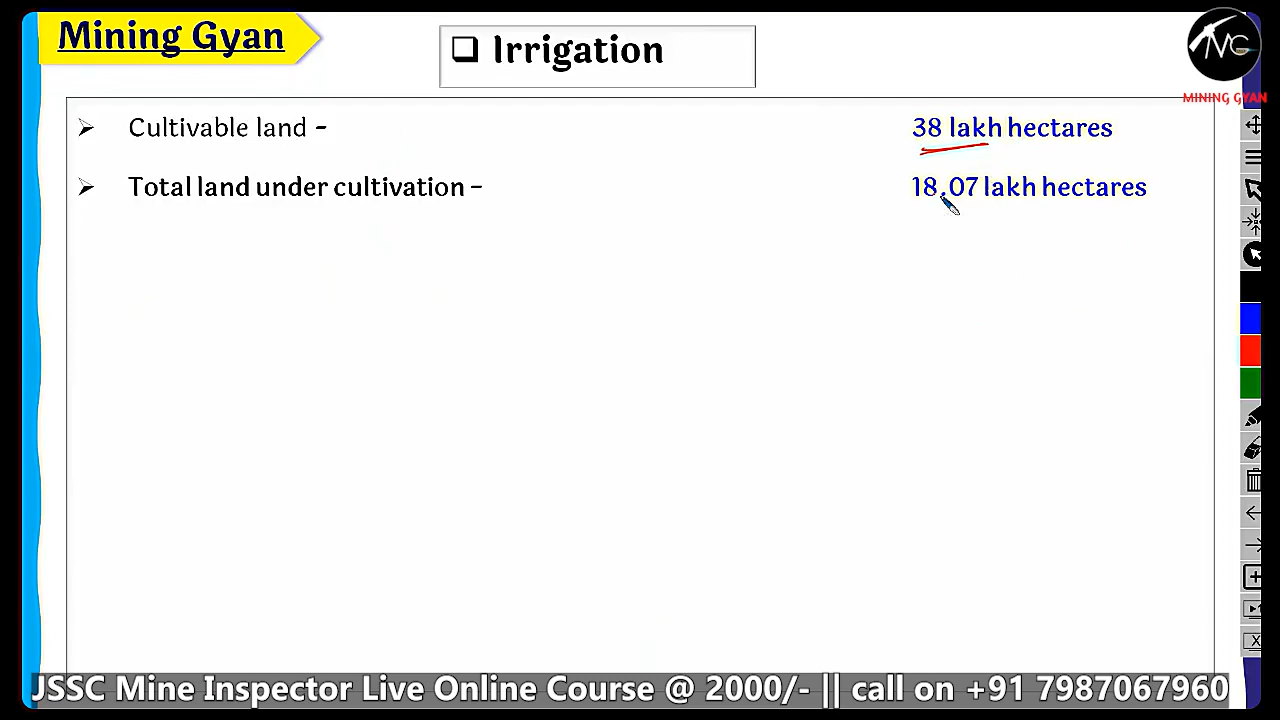 Mining Gyan
❑ Irrigation
MG
MINING GYAN
➢ Cultivable land - 38 lakh hectares
➢ Total land under cultivation - 18.07 lakh hectares
JSSC Mine Inspector Live Online Course @ 2000/- || call on +91 7987067960